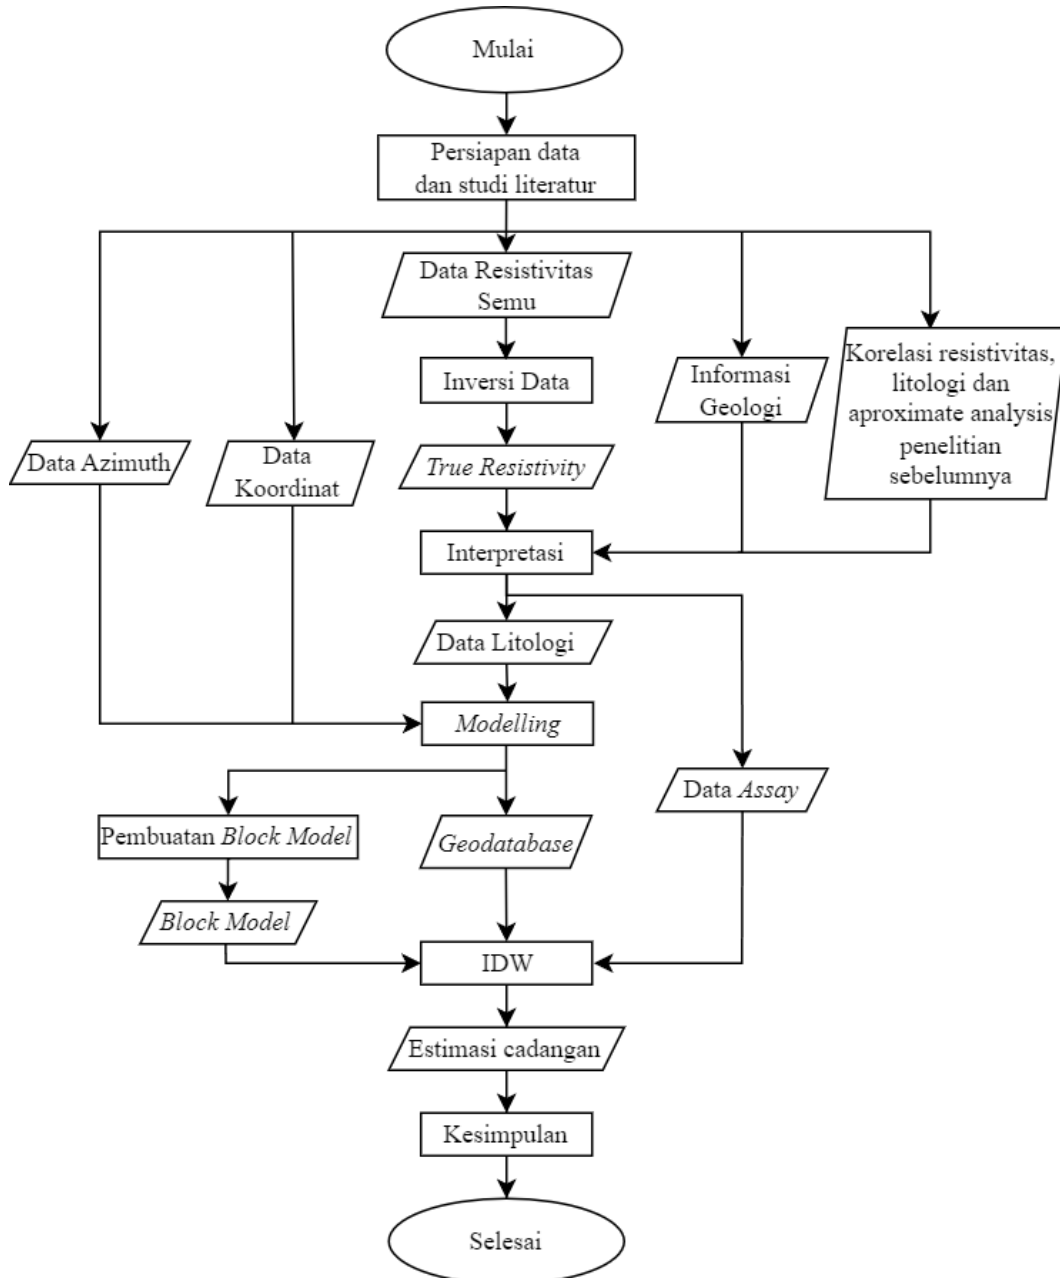 Mulai
Persiapan data
dan studi literatur
Data Resistivitas
Semu
Inversi Data
Informasi
Geologi
Korelasi resistivitas,
litologi dan
aproximate analysis
penelitian
sebelumnya
Data Azimuth
Data
Koordinat
True Resistivity
Interpretasi
Data Litologi
Modelling
Data Assay
Pembuatan Block Model
Geodatabase
Block Model
IDW
Estimasi cadangan
Kesimpulan
Selesai